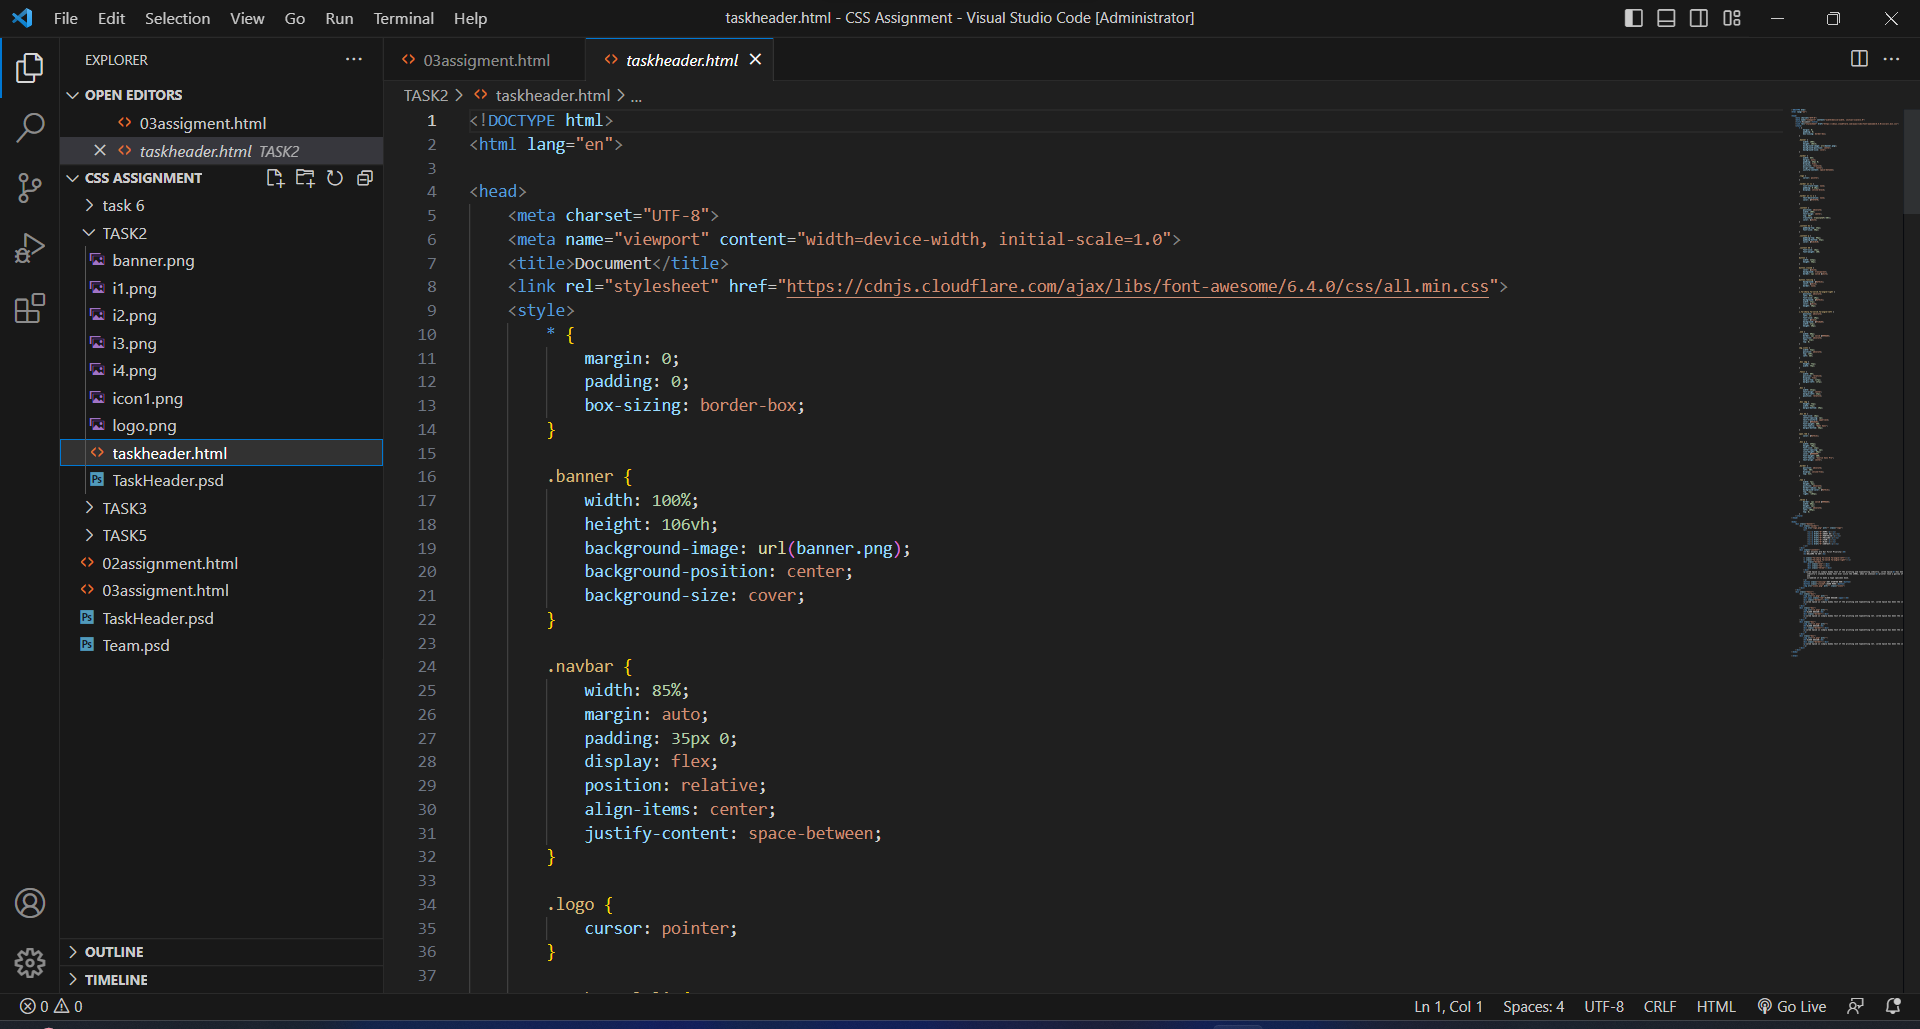 File Edit Selection View Go Run Terminal Help
taskheader.html - CSS Assignment - Visual Studio Code [Administrator]
EXPLORER
OPEN EDITORS
03assigment.html
taskheader.html TASK2
CSS ASSIGNMENT
task 6
TASK2
banner.png
i1.png
i2.png
i3.png
i4.png
icon1.png
logo.png
taskheader.html
TaskHeader.psd
TASK3
TASK5
02assignment.html
03assigment.html
TaskHeader.psd
Team.psd
OUTLINE
TIMELINE
03assigment.html taskheader.html
TASK2 > taskheader.html > ...
1 <!DOCTYPE html>
2 <html lang="en">
3
4 <head>
5 <meta charset="UTF-8">
6 <meta name="viewport" content="width=device-width, initial-scale=1.0">
7 <title>Document</title>
8 <link rel="stylesheet" href="https://cdnjs.cloudflare.com/ajax/libs/font-awesome/6.4.0/css/all.min.css">
9 <style>
10 * {
11 margin: 0;
12 padding: 0;
13 box-sizing: border-box;
14 }
15
16 .banner {
17 width: 100%;
18 height: 106vh;
19 background-image: url(banner.png);
20 background-position: center;
21 background-size: cover;
22 }
23
24 .navbar {
25 width: 85%;
26 margin: auto;
27 padding: 35px 0;
28 display: flex;
29 position: relative;
30 align-items: center;
31 justify-content: space-between;
32 }
33
34 .logo {
35 cursor: pointer;
36 }
37
0 0
Ln 1, Col 1 Spaces: 4 UTF-8 CRLF HTML Go Live